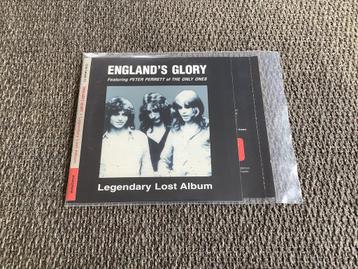 ENGLAND'S GLORY
Featuring PETER PERRETT of THE ONLY ONES
Legendary Lost Album